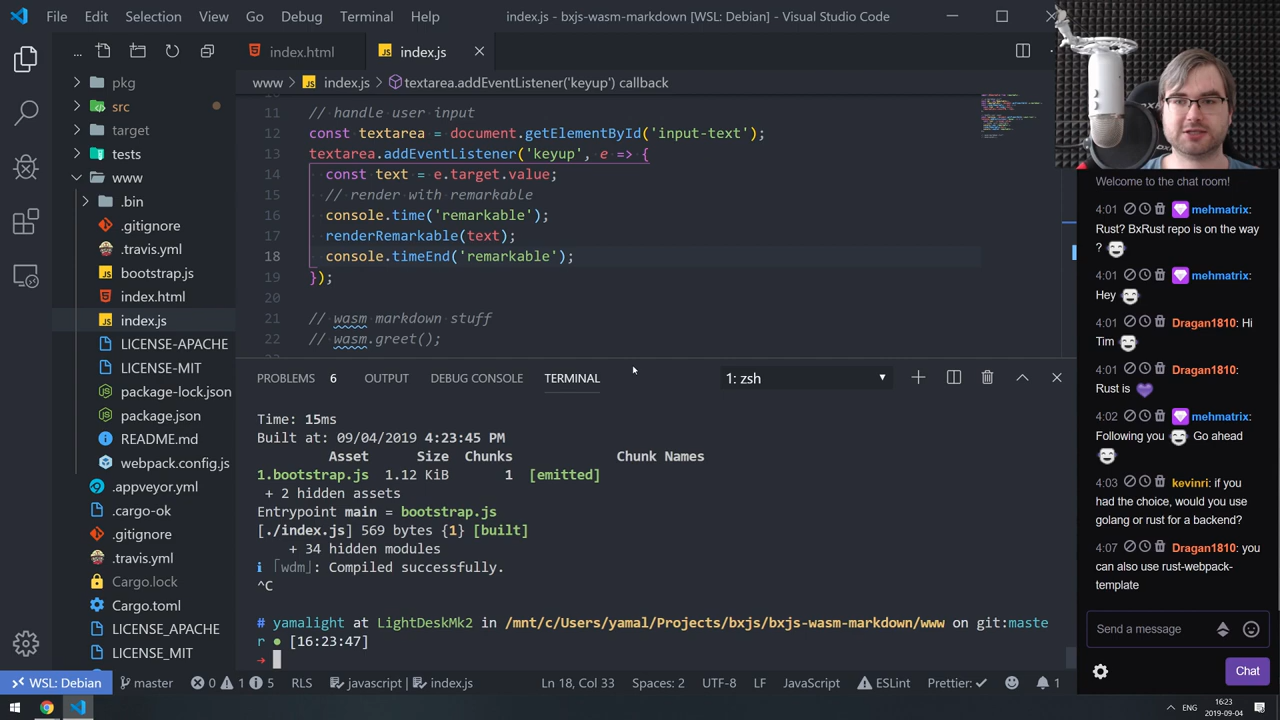 File Edit Selection View Go Debug Terminal Help
index.js - bxjs-wasm-markdown [WSL: Debian] - Visual Studio Code
...
index.html
index.js
www > index.js > textarea.addEventListener('keyup') callback
pkg
src
target
tests
www
.bin
.gitignore
.travis.yml
bootstrap.js
index.html
index.js
LICENSE-APACHE
LICENSE-MIT
package-lock.json
package.json
README.md
webpack.config.js
.appveyor.yml
.cargo-ok
.gitignore
.travis.yml
Cargo.lock
Cargo.toml
LICENSE_APACHE
LICENSE_MIT
11 // handle user input
12 const textarea = document.getElementById('input-text');
13 textarea.addEventListener('keyup', e => {
14 const text = e.target.value;
15 // render with remarkable
16 console.time('remarkable');
17 renderRemarkable(text);
18 console.timeEnd('remarkable');
19 });
20
21 // wasm markdown stuff
22 // wasm.greet();
PROBLEMS 6 OUTPUT DEBUG CONSOLE TERMINAL 1: zsh
Time: 15ms
Built at: 09/04/2019 4:23:45 PM
Asset Size Chunks Chunk Names
1.bootstrap.js 1.12 KiB 1 [emitted]
+ 2 hidden assets
Entrypoint main = bootstrap.js
[./index.js] 569 bytes {1} [built]
+ 34 hidden modules
ℹ ｢wdm｣: Compiled successfully.
^C
# yamalight at LightDeskMk2 in /mnt/c/Users/yamal/Projects/bxjs/bxjs-wasm-markdown/www on git:maste
r ● [16:23:47]
→
WSL: Debian master 0 1 5 RLS javascript | index.js Ln 18, Col 33 Spaces: 2 UTF-8 LF JavaScript ESLint Prettier: ✓ 1
Welcome to the chat room!
4:01 mehmatrix:
Rust? BxRust repo is on the way
?
4:01 mehmatrix:
Hey
4:01 Dragan1810: Hi
Tim
4:01 Dragan1810:
Rust is
4:02 mehmatrix:
Following you Go ahead
4:03 kevinri: if you
had the choice, would you use
golang or rust for a backend?
4:07 Dragan1810: you
can also use rust-webpack-
template
Send a message
Chat
ENG
16:23
2019-09-04